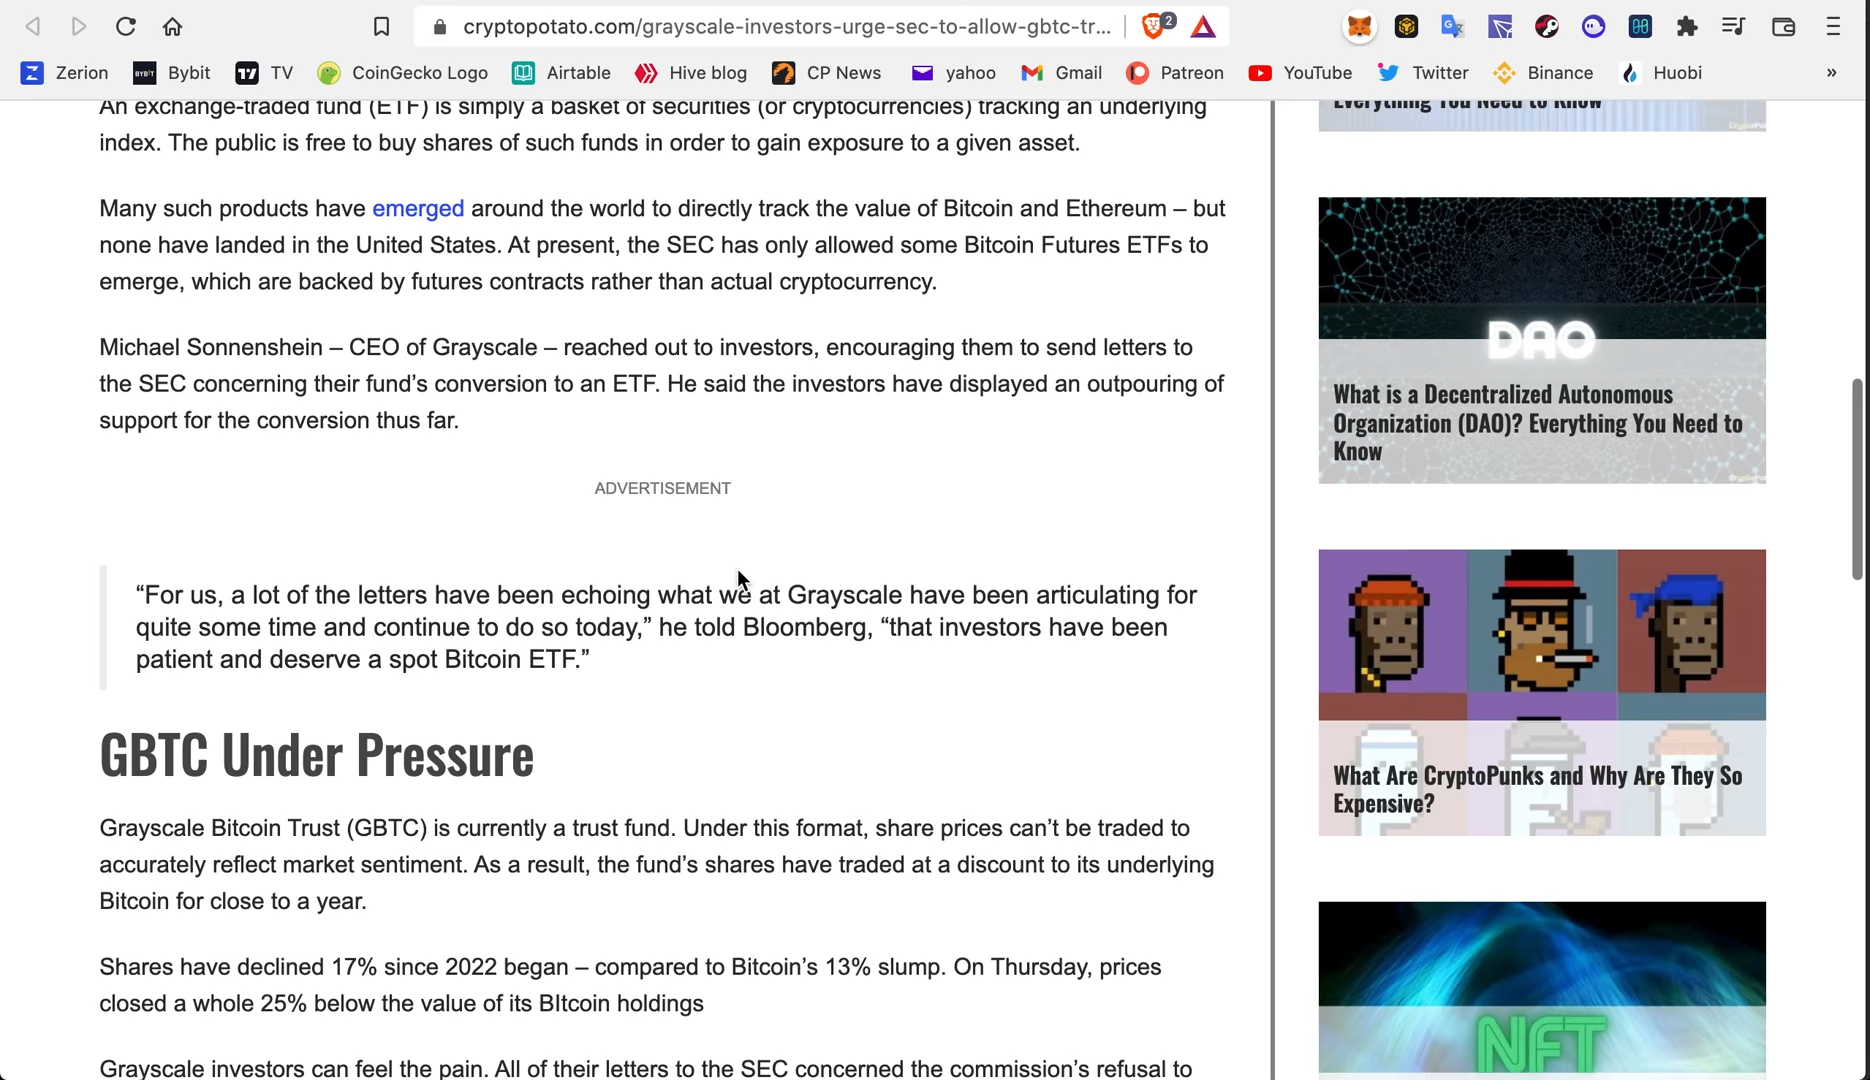 cryptopotato.com/grayscale-investors-urge-sec-to-allow-gbtc-tr...
2
Zerion
BYBIT
Bybit
TV
CoinGecko Logo
Airtable
Hive blog
CP News
yahoo
Gmail
Patreon
YouTube
Twitter
Binance
Huobi
»
An exchange-traded fund (ETF) is simply a basket of securities (or cryptocurrencies) tracking an underlying
index. The public is free to buy shares of such funds in order to gain exposure to a given asset.
Many such products have emerged around the world to directly track the value of Bitcoin and Ethereum – but
none have landed in the United States. At present, the SEC has only allowed some Bitcoin Futures ETFs to
emerge, which are backed by futures contracts rather than actual cryptocurrency.
Michael Sonnenshein – CEO of Grayscale – reached out to investors, encouraging them to send letters to
the SEC concerning their fund’s conversion to an ETF. He said the investors have displayed an outpouring of
support for the conversion thus far.
ADVERTISEMENT
“For us, a lot of the letters have been echoing what we at Grayscale have been articulating for
quite some time and continue to do so today,” he told Bloomberg, “that investors have been
patient and deserve a spot Bitcoin ETF.”
GBTC Under Pressure
Grayscale Bitcoin Trust (GBTC) is currently a trust fund. Under this format, share prices can’t be traded to
accurately reflect market sentiment. As a result, the fund’s shares have traded at a discount to its underlying
Bitcoin for close to a year.
Shares have declined 17% since 2022 began – compared to Bitcoin’s 13% slump. On Thursday, prices
closed a whole 25% below the value of its BItcoin holdings
Grayscale investors can feel the pain. All of their letters to the SEC concerned the commission’s refusal to
Everything You Need to Know
DAO
What is a Decentralized Autonomous
Organization (DAO)? Everything You Need to
Know
What Are CryptoPunks and Why Are They So
Expensive?
NFT